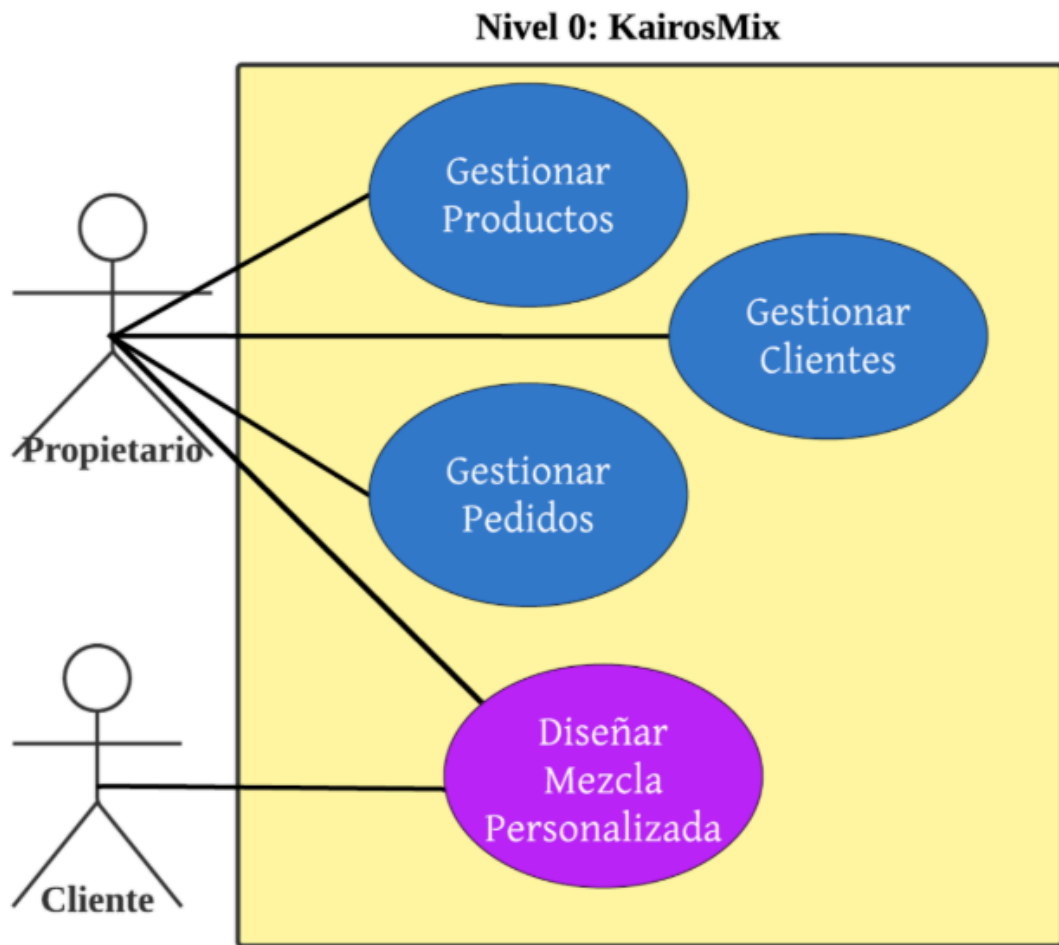 Nivel 0: KairosMix
Gestionar
Productos
Gestionar
Clientes
Propietario
Gestionar
Pedidos
Diseñar
Mezcla
Personalizada
Cliente